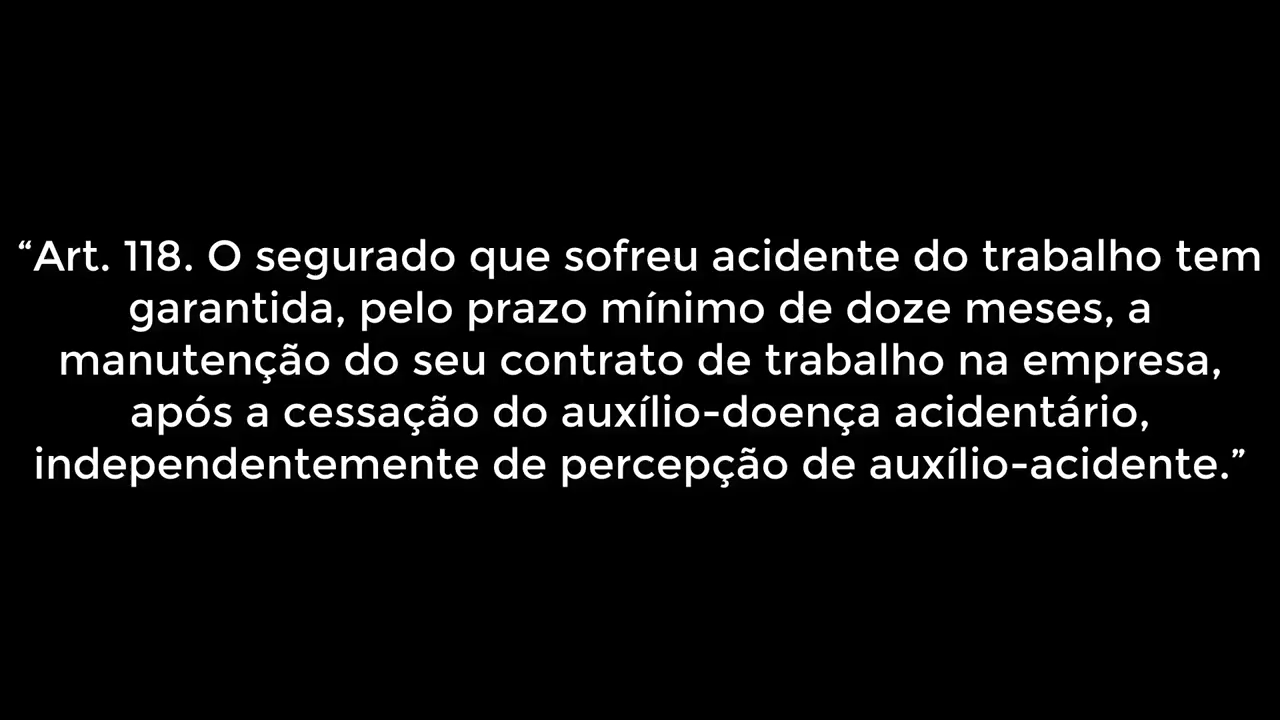 “Art. 118. O segurado que sofreu acidente do trabalho tem
garantida, pelo prazo mínimo de doze meses, a
manutenção do seu contrato de trabalho na empresa,
após a cessação do auxílio-doença acidentário,
independentemente de percepção de auxílio-acidente.”